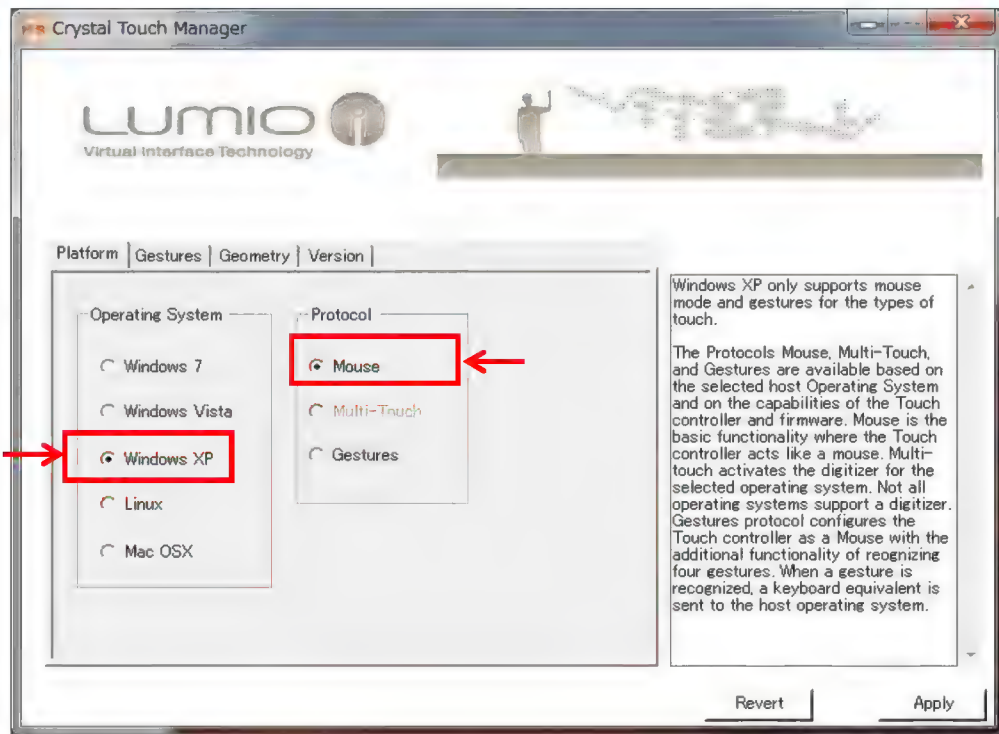 Crystal Touch Manager
LUMIO
Virtual Interface Technology
Platform
Gestures
Geometry
Version
Operating System
Windows 7
Windows Vista
Windows XP
Linux
Mac OSX
Protocol
Mouse
Multi-Touch
Gestures
Windows XP only supports mouse
mode and gestures for the types of
touch.
The Protocols Mouse, Multi-Touch,
and Gestures are available based on
the selected host Operating System
and on the capabilities of the Touch
controller and firmware. Mouse is the
basic functionality where the Touch
controller acts like a mouse. Multi-
touch activates the digitizer for the
selected operating system. Not all
operating systems support a digitizer.
Gestures protocol configures the
Touch controller as a Mouse with the
additional functionality of reognizing
four gestures. When a gesture is
recognized, a keyboard equivalent is
sent to the host operating system.
Revert
Apply